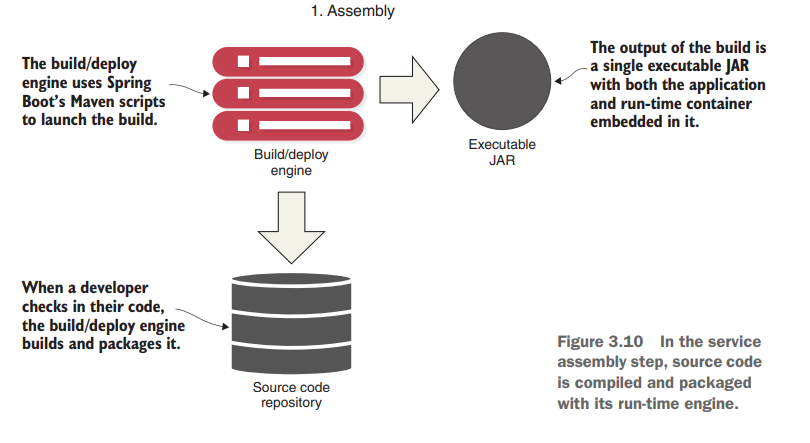 1. Assembly
The build/deploy
engine uses Spring
Boot's Maven scripts
to launch the build.
Build/deploy
engine
Executable
JAR
The output of the build is
a single executable JAR
with both the application
and run-time container
embedded in it.
When a developer
checks in their code,
the build/deploy engine
builds and packages it.
Source code
repository
Figure 3.10 In the service
assembly step, source code
is compiled and packaged
with its run-time engine.